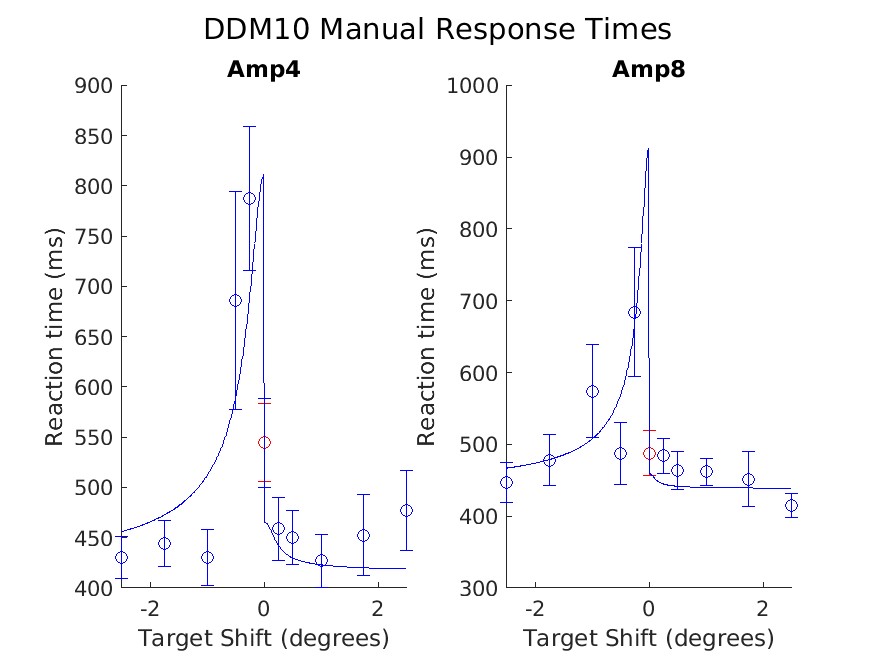 DDM10 Manual Response Times
Amp4
900
850
800
750
700
650
600
550
500
450
400
Reaction time (ms)
-2 0 2
Target Shift (degrees)
Amp8
1000
900
800
700
600
500
400
300
Reaction time (ms)
-2 0 2
Target Shift (degrees)